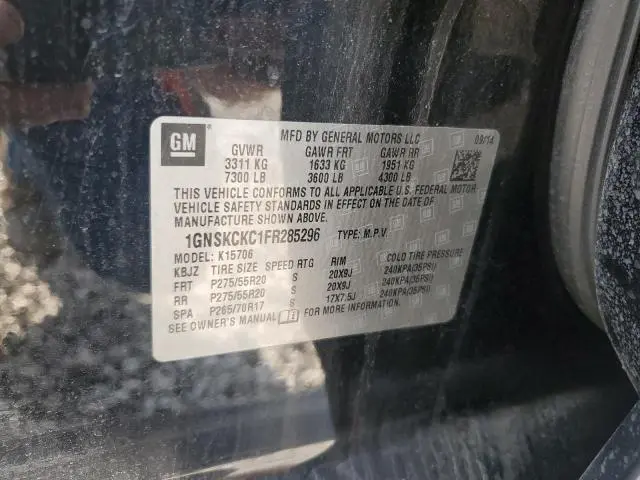 GM
MFD BY GENERAL MOTORS LLC 09/14
GVWR GAWR FRT GAWR RR
3311 KG 1633 KG 1951 KG
7300 LB 3600 LB 4300 LB
THIS VEHICLE CONFORMS TO ALL APPLICABLE U.S. FEDERAL MOTOR
VEHICLE SAFETY STANDARDS IN EFFECT ON THE DATE OF
MANUFACTURE SHOWN ABOVE.
1GNSKCKC1FR285296 TYPE: M.P.V.
MODEL: K15706
KBJZ TIRE SIZE SPEED RTG RIM COLD TIRE PRESSURE
FRT P275/55R20 S 20X9J 240KPA(35PSI)
RR P275/55R20 S 20X9J 240KPA(35PSI)
SPA P265/70R17 S 17X7.5J 240KPA(35PSI)
SEE OWNER'S MANUAL FOR MORE INFORMATION.